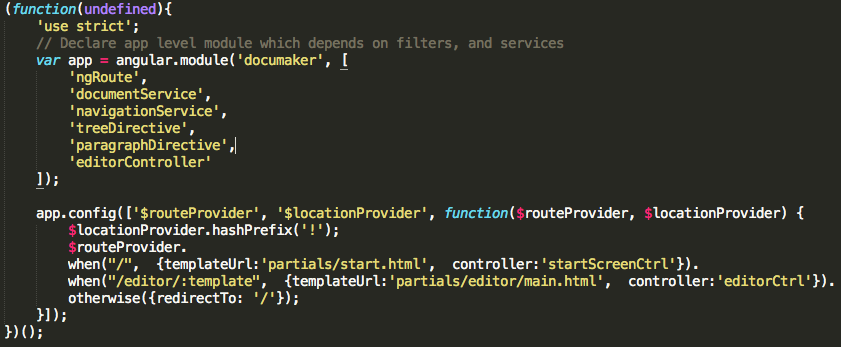 (function(undefined){
    'use strict';
    // Declare app level module which depends on filters, and services
    var app = angular.module('documaker', [
        'ngRoute',
        'documentService',
        'navigationService',
        'treeDirective',
        'paragraphDirective',
        'editorController'
    ]);

    app.config(['$routeProvider', '$locationProvider', function($routeProvider, $locationProvider) {
        $locationProvider.hashPrefix('!');
        $routeProvider.
        when("/",  {templateUrl:'partials/start.html',  controller:'startScreenCtrl'}).
        when("/editor/:template",  {templateUrl:'partials/editor/main.html',  controller:'editorCtrl'}).
        otherwise({redirectTo: '/'});
    }]);
})();